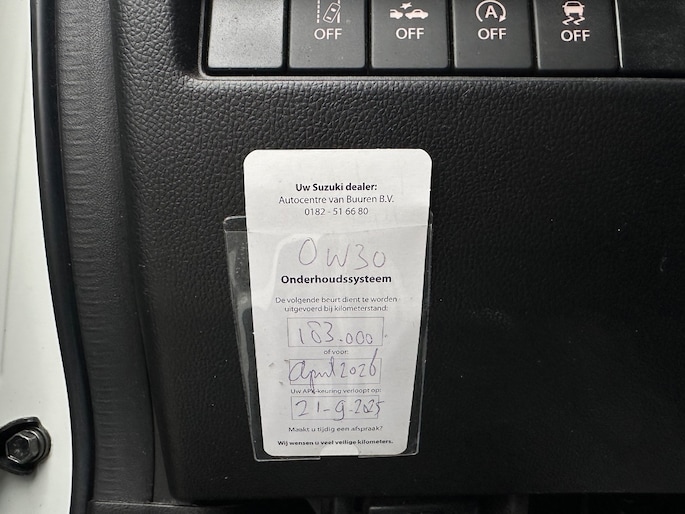 OFF
OFF
OFF
OFF
Uw Suzuki dealer:
Autocentre van Buuren B.V.
0182 - 51 66 80
0W30
Onderhoudssysteem
De volgende beurt dient te worden
uitgevoerd bij kilometerstand:
183.000
of voor:
april 2026
Uw APK-keuring verloopt op:
21-9-2025
Maakt u tijdig een afspraak?
Wij wensen u veel veilige kilometers.